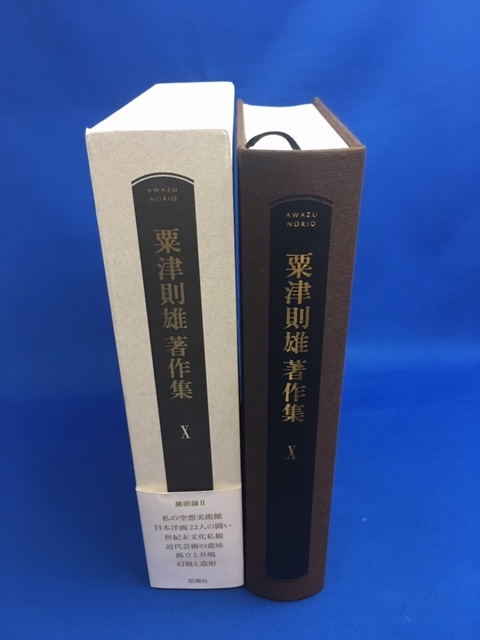 AWAZU
NORIO
粟津則雄著作集
X
美術論Ⅱ
私の空想美術館
日本洋画22人の闘い
世紀末文化私観
近代芸術の意味
孤立と共鳴
幻視と造形
思潮社
AWAZU
NORIO
粟津則雄著作集
X